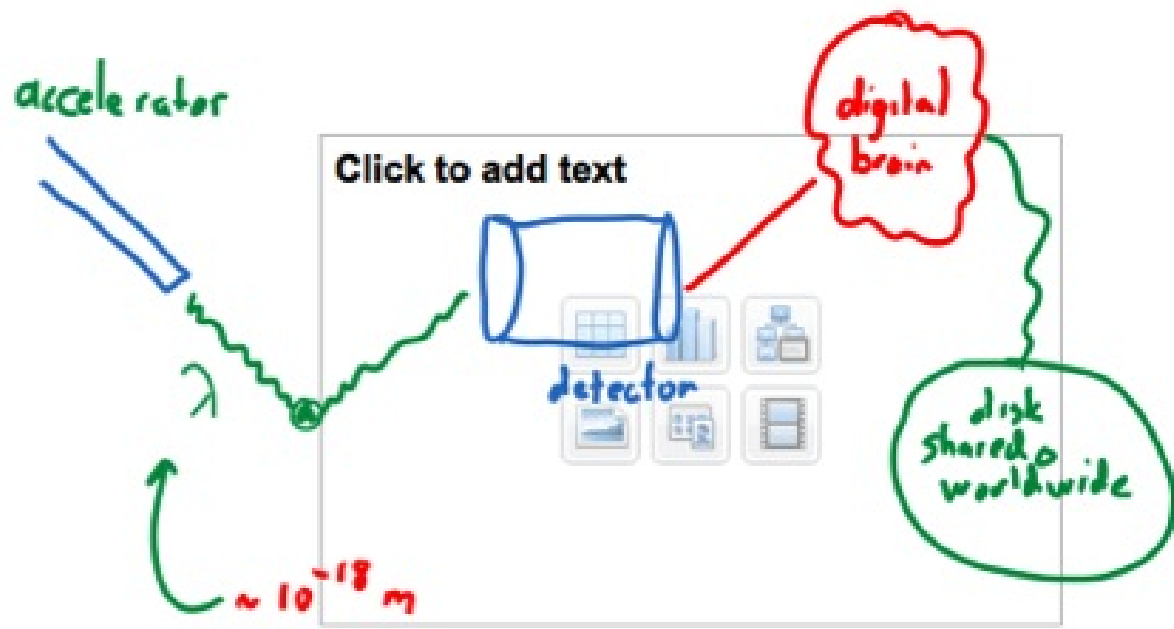 accelerator
Click to add text
digital
brain
λ
detector
disk
shared
worldwide
~ 10⁻¹⁸ m